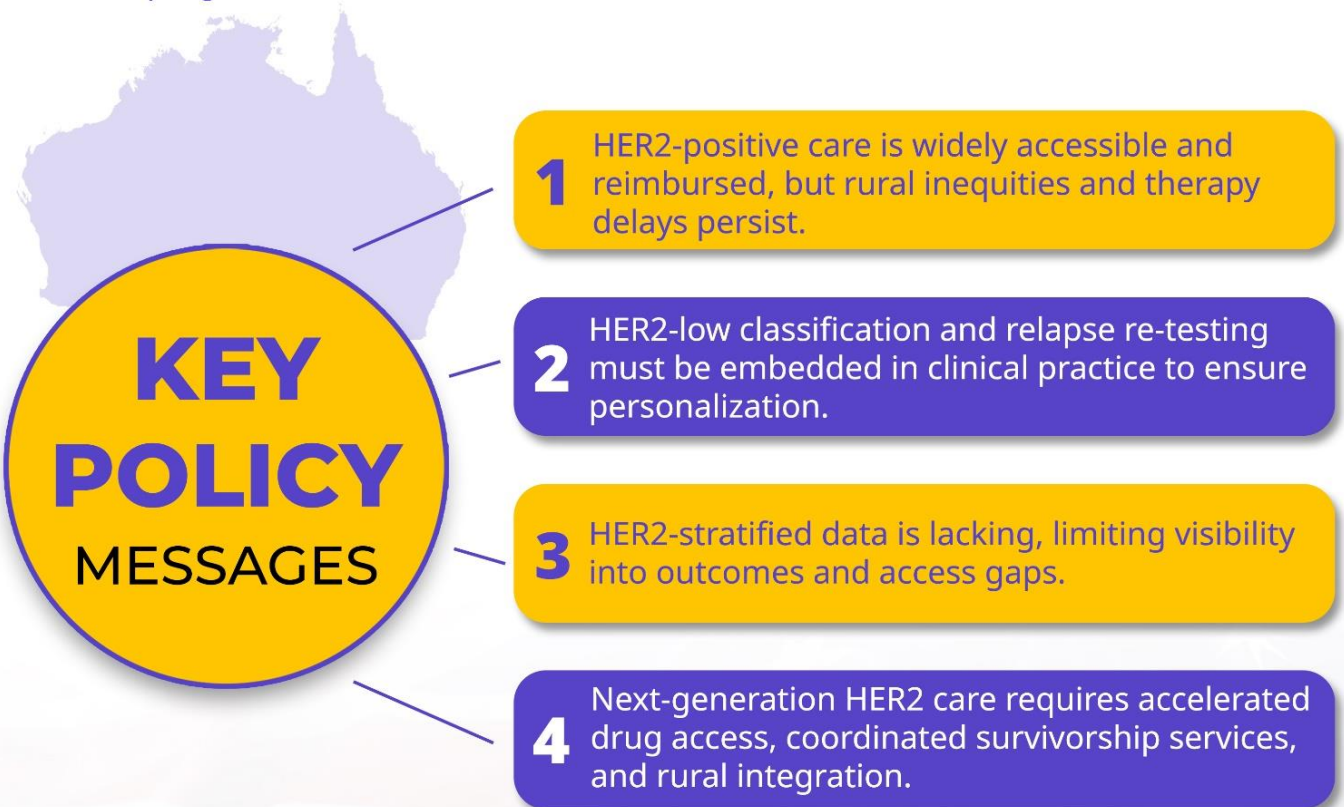 KEY
POLICY
MESSAGES
1
HER2-positive care is widely accessible and
reimbursed, but rural inequities and therapy
delays persist.
2
HER2-low classification and relapse re-testing
must be embedded in clinical practice to ensure
personalization.
3
HER2-stratified data is lacking, limiting visibility
into outcomes and access gaps.
4
Next-generation HER2 care requires accelerated
drug access, coordinated survivorship services,
and rural integration.